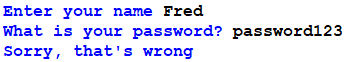 Enter your name Fred
What is your password? password123
Sorry, that's wrong